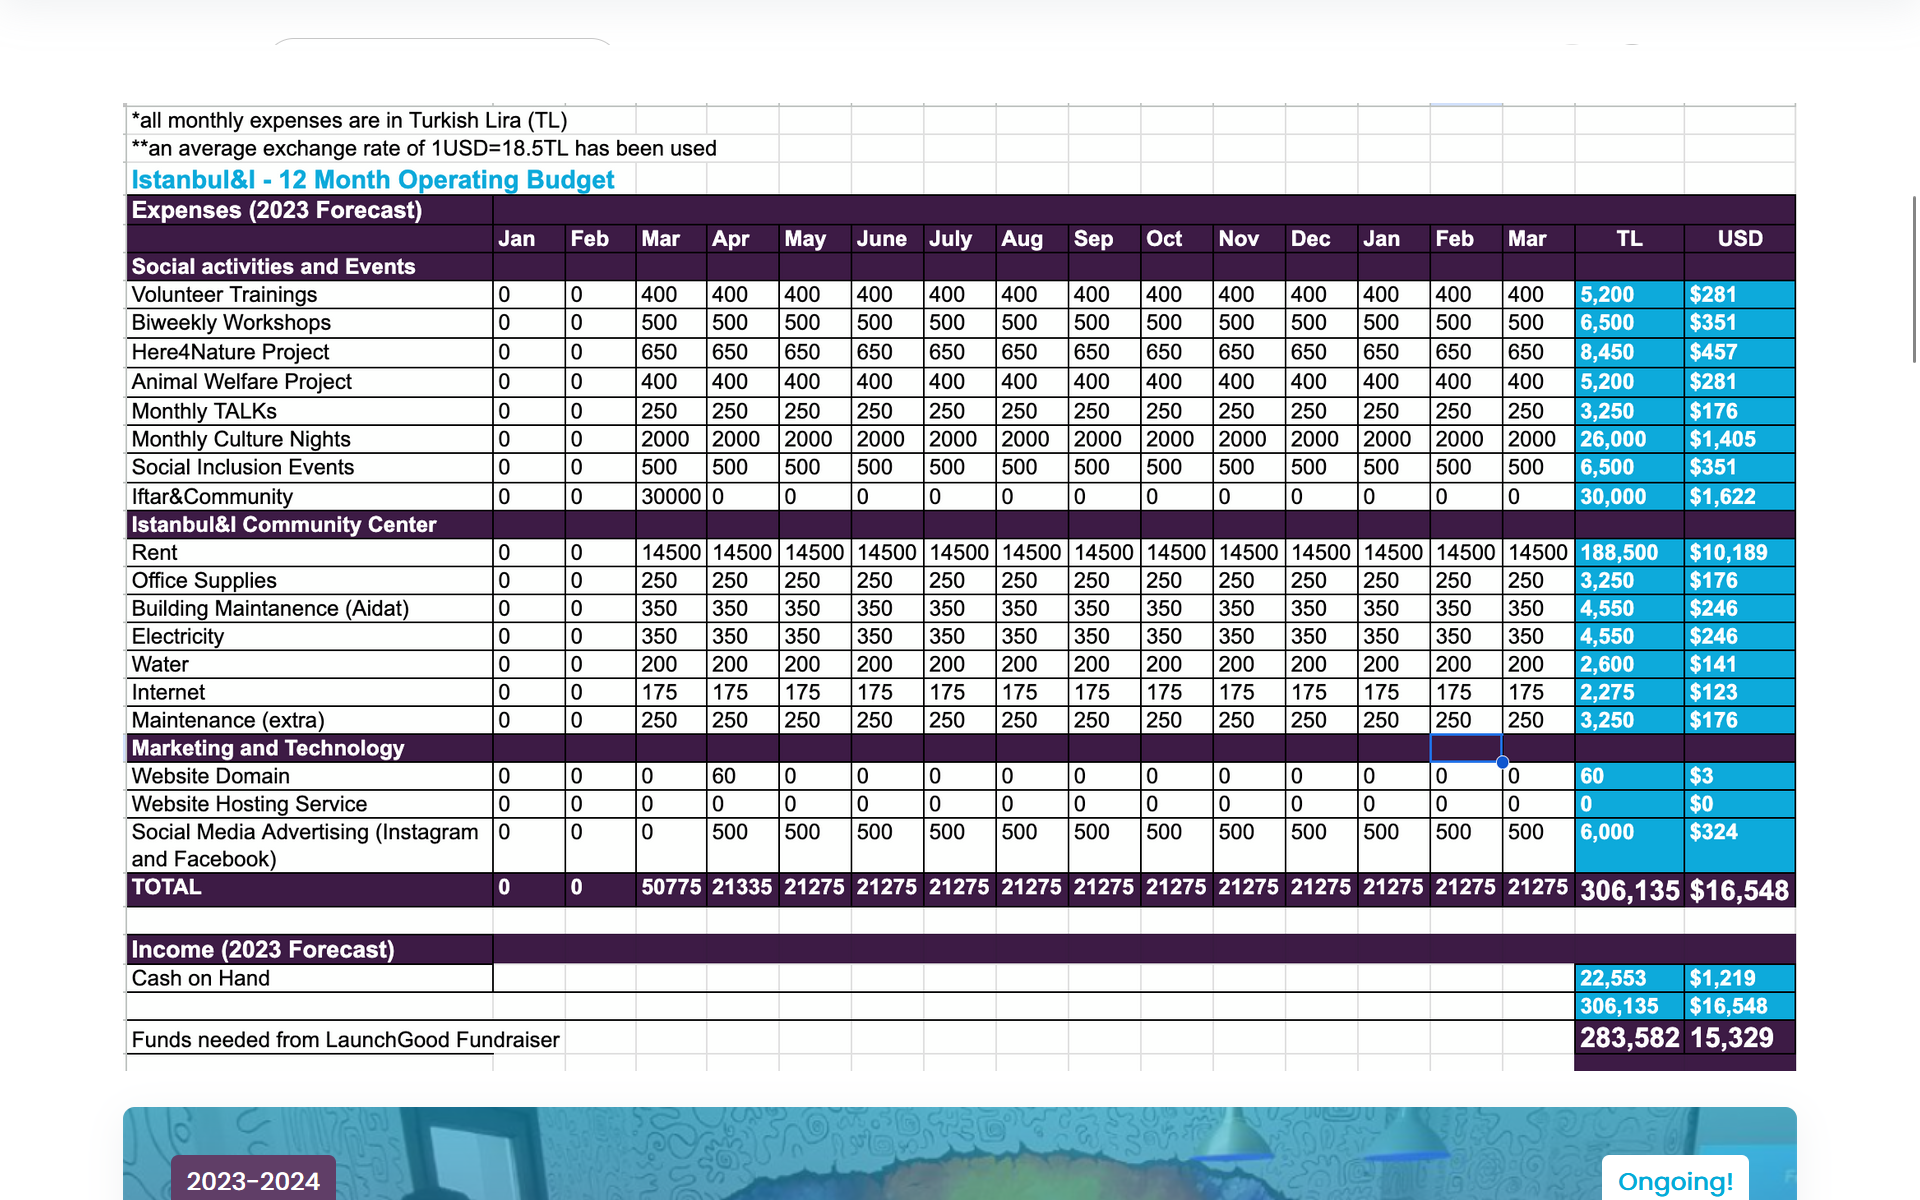 *all monthly expenses are in Turkish Lira (TL)
**an average exchange rate of 1USD=18.5TL has been used
Istanbul&I - 12 Month Operating Budget
Expenses (2023 Forecast)
Jan Feb Mar Apr May June July Aug Sep Oct Nov Dec Jan Feb Mar TL USD
Social activities and Events
Volunteer Trainings 0 0 400 400 400 400 400 400 400 400 400 400 400 400 400 5,200 $281
Biweekly Workshops 0 0 500 500 500 500 500 500 500 500 500 500 500 500 500 6,500 $351
Here4Nature Project 0 0 650 650 650 650 650 650 650 650 650 650 650 650 650 8,450 $457
Animal Welfare Project 0 0 400 400 400 400 400 400 400 400 400 400 400 400 400 5,200 $281
Monthly TALKs 0 0 250 250 250 250 250 250 250 250 250 250 250 250 250 3,250 $176
Monthly Culture Nights 0 0 2000 2000 2000 2000 2000 2000 2000 2000 2000 2000 2000 2000 2000 26,000 $1,405
Social Inclusion Events 0 0 500 500 500 500 500 500 500 500 500 500 500 500 500 6,500 $351
Iftar&Community 0 0 30000 0 0 0 0 0 0 0 0 0 0 0 0 30,000 $1,622
Istanbul&I Community Center
Rent 0 0 14500 14500 14500 14500 14500 14500 14500 14500 14500 14500 14500 14500 14500 188,500 $10,189
Office Supplies 0 0 250 250 250 250 250 250 250 250 250 250 250 250 250 3,250 $176
Building Maintanence (Aidat) 0 0 350 350 350 350 350 350 350 350 350 350 350 350 350 4,550 $246
Electricity 0 0 350 350 350 350 350 350 350 350 350 350 350 350 350 4,550 $246
Water 0 0 200 200 200 200 200 200 200 200 200 200 200 200 200 2,600 $141
Internet 0 0 175 175 175 175 175 175 175 175 175 175 175 175 175 2,275 $123
Maintenance (extra) 0 0 250 250 250 250 250 250 250 250 250 250 250 250 250 3,250 $176
Marketing and Technology
Website Domain 0 0 0 60 0 0 0 0 0 0 0 0 0 0 0 60 $3
Website Hosting Service 0 0 0 0 0 0 0 0 0 0 0 0 0 0 0 0 $0
Social Media Advertising (Instagram 0 0 0 500 500 500 500 500 500 500 500 500 500 500 500 6,000 $324
and Facebook)
TOTAL 0 0 50775 21335 21275 21275 21275 21275 21275 21275 21275 21275 21275 21275 21275 306,135 $16,548
Income (2023 Forecast)
Cash on Hand 22,553 $1,219
306,135 $16,548
Funds needed from LaunchGood Fundraiser 283,582 15,329
2023-2024
Ongoing!